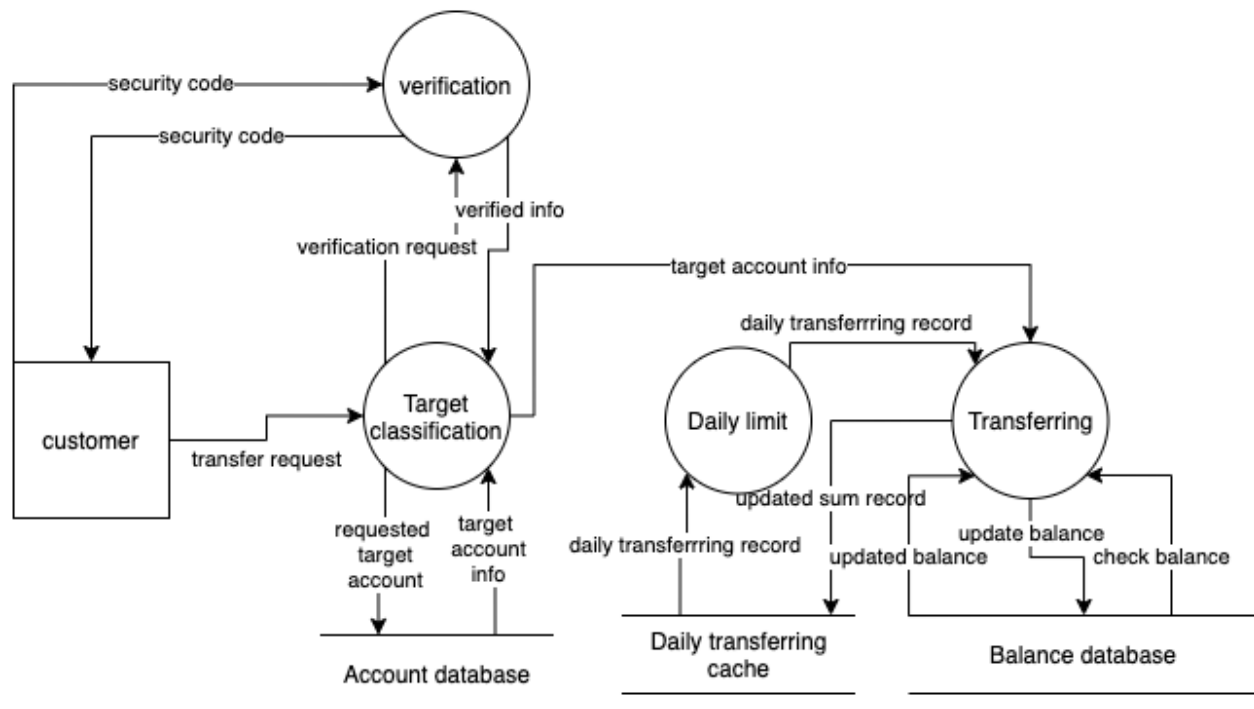 security code
verification
security code
verified info
verification request
target account info
daily transferrring record
Target
classification
Daily limit
Transferring
customer
transfer request
updated sum record
requested
target
account
target
account
info
daily transferrring record
update balance
updated balance
check balance
Account database
Daily transferring
cache
Balance database